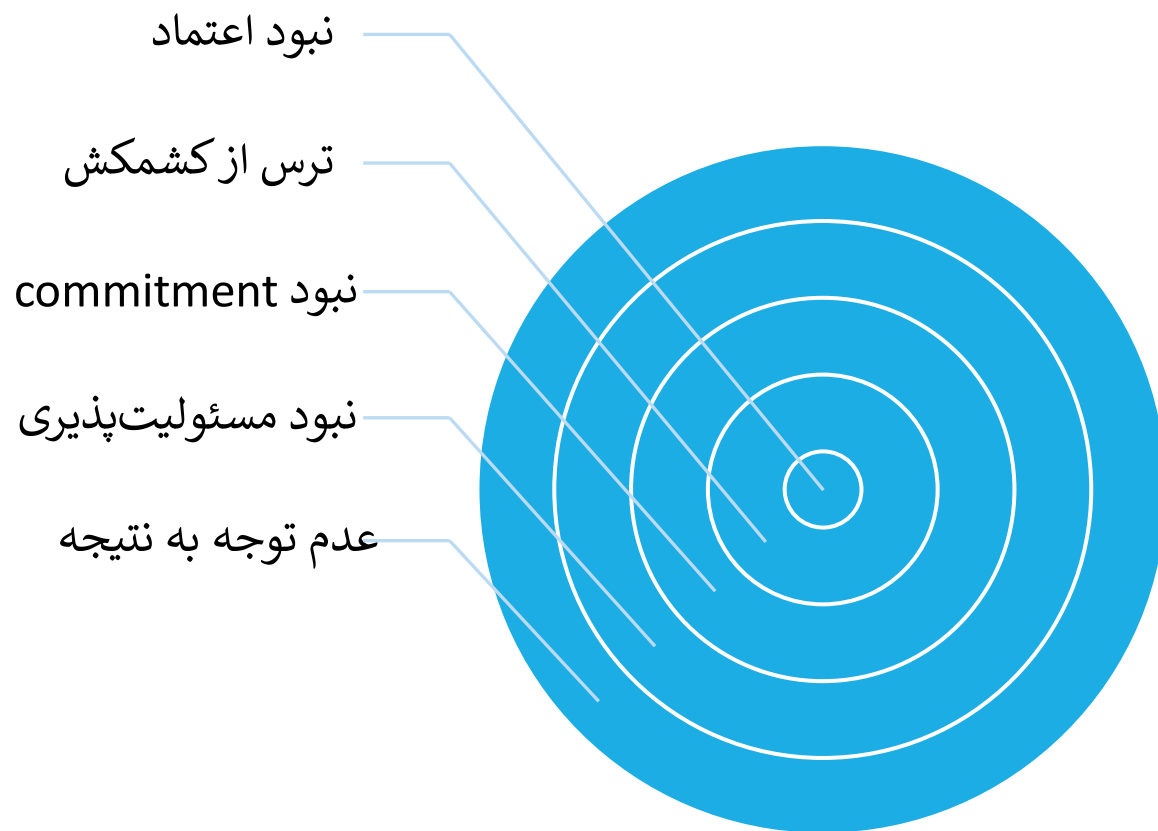 نبود اعتماد
ترس از کشمکش
نبود commitment
نبود مسئولیت‌پذیری
عدم توجه به نتیجه